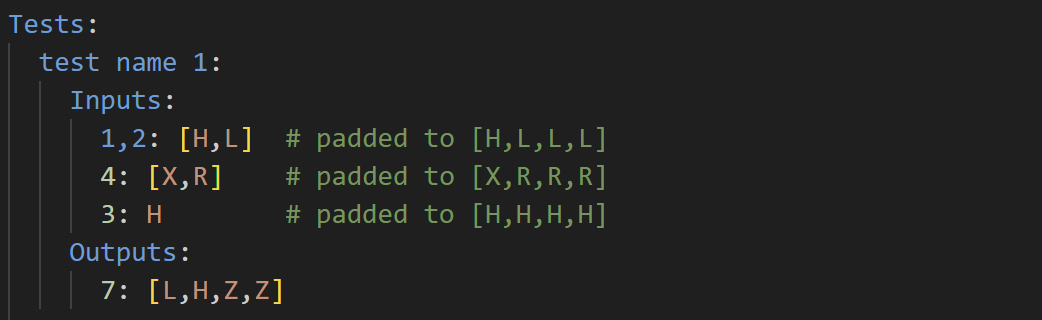 Tests:
  test name 1:
    Inputs:
      1,2: [H,L]  # padded to [H,L,L,L]
      4: [X,R]    # padded to [X,R,R,R]
      3: H        # padded to [H,H,H,H]
    Outputs:
      7: [L,H,Z,Z]